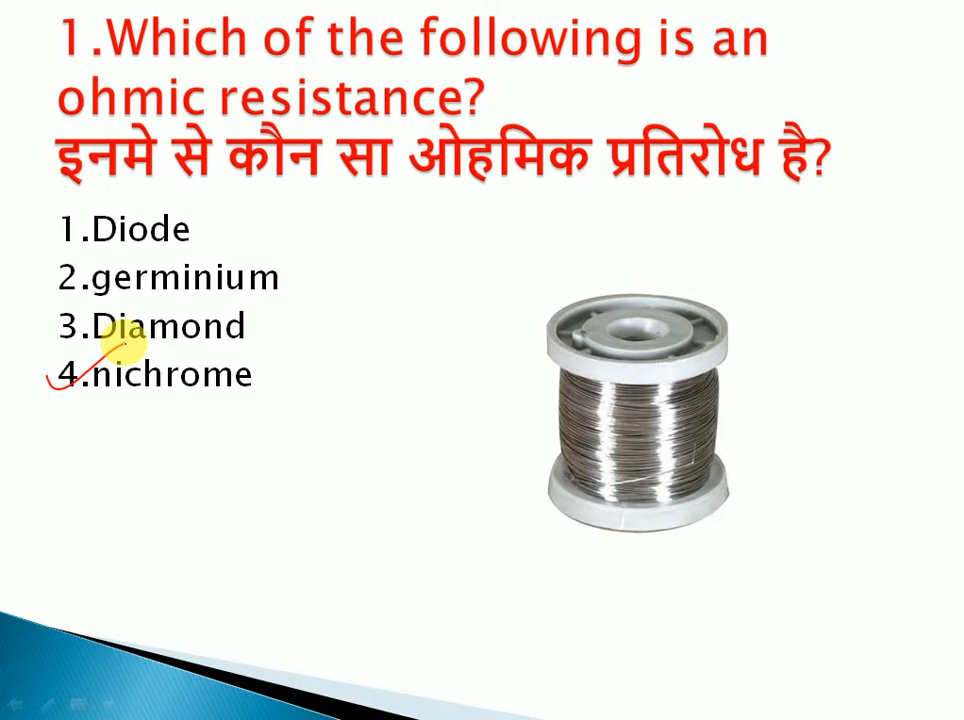 1.Which of the following is an
ohmic resistance?
इनमे से कौन सा ओहमिक प्रतिरोध है?
1.Diode
2.germinium
3.Diamond
4.nichrome